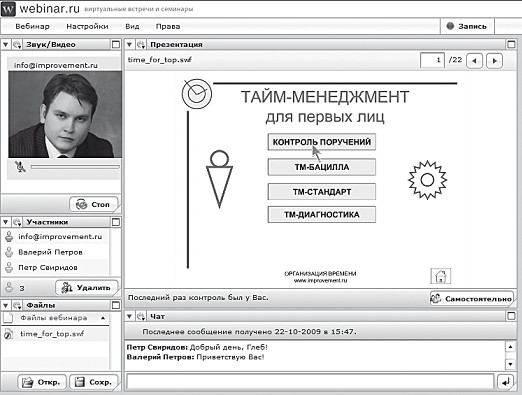 w webinar.ru виртуальные встречи и семинары
Вебинар Настройки Вид Права
Запись
Звук/Видео
info@improvement.ru
Стоп
Участники
info@improvement.ru
Валерий Петров
Петр Свиридов
3 Удалить
Файлы
Файлы вебинара
time_for_top.swf
Откр. Сохр.
Презентация
time_for_top.swf
1 /22
ТАЙМ-МЕНЕДЖМЕНТ
для первых лиц
КОНТРОЛЬ ПОРУЧЕНИЙ
ТМ-БАЦИЛЛА
ТМ-СТАНДАРТ
ТМ-ДИАГНОСТИКА
ОРГАНИЗАЦИЯ ВРЕМЕНИ
www.improvement.ru
Последний раз контроль был у Вас.
Самостоятельно
Чат
Последнее сообщение получено 22-10-2009 в 15:47.
Петр Свиридов: Добрый день, Глеб!
Валерий Петров: Приветствую Вас!